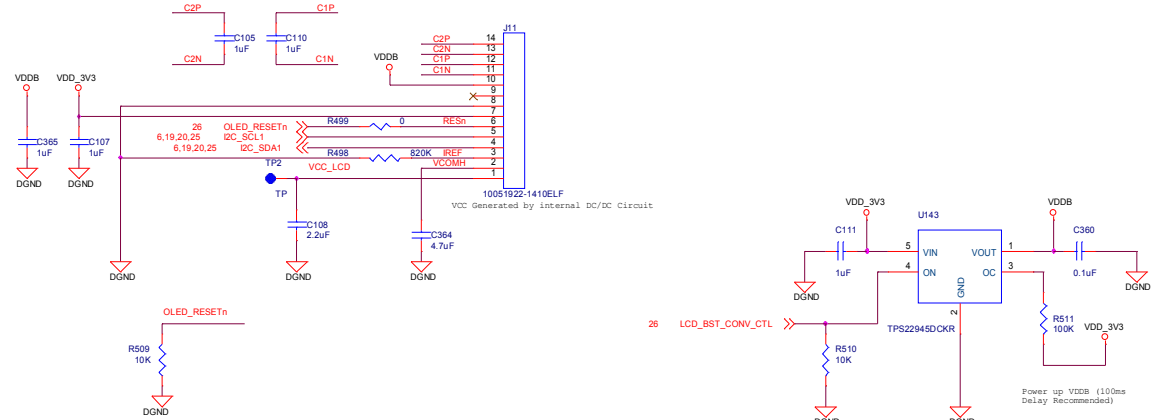 C2P
C1P
C105
1uF
C110
1uF
C2N
C1N
J11
C2P
14
C2N
13
C1P
12
C1N
11
VDDB
10
9
8
7
VDDB
VDD_3V3
26
OLED_RESETn
R499
0
RESn
6
6,19,20,25
I2C_SCL1
5
6,19,20,25
I2C_SDA1
4
R498
820K
IREF
3
VCOMH
2
VCC_LCD
1
C365
1uF
C107
1uF
DGND
DGND
TP2
TP
10051922-1410ELF
VCC Generated by internal DC/DC Circuit
C108
2.2uF
C364
4.7uF
DGND
DGND
DGND
OLED_RESETn
R509
10K
DGND
VDD_3V3
U143
VDDB
C111
1uF
5
VIN
VOUT
1
C360
0.1uF
4
ON
OC
3
GND
2
DGND
DGND
26
LCD_BST_CONV_CTL
TPS22945DCKR
R511
100K
VDD_3V3
R510
10K
Power up VDDB (100ms
Delay Recommended)
DGND
DGND